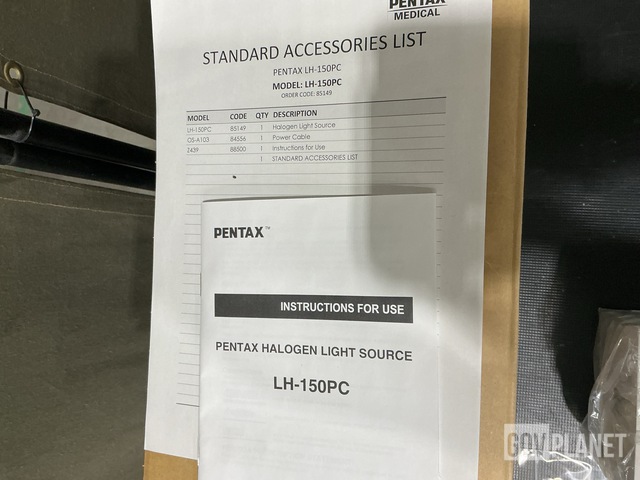 PENTAX
MEDICAL
STANDARD ACCESSORIES LIST
PENTAX LH-150PC
MODEL: LH-150PC
ORDER CODE: 85149
MODEL CODE QTY DESCRIPTION
LH-150PC 85149 1 Halogen Light Source
OS-A103 84556 1 Power Cable
2439 88500 1 Instructions for Use
1 STANDARD ACCESSORIES LIST
PENTAX™
INSTRUCTIONS FOR USE
PENTAX HALOGEN LIGHT SOURCE
LH-150PC
GOVPLANET